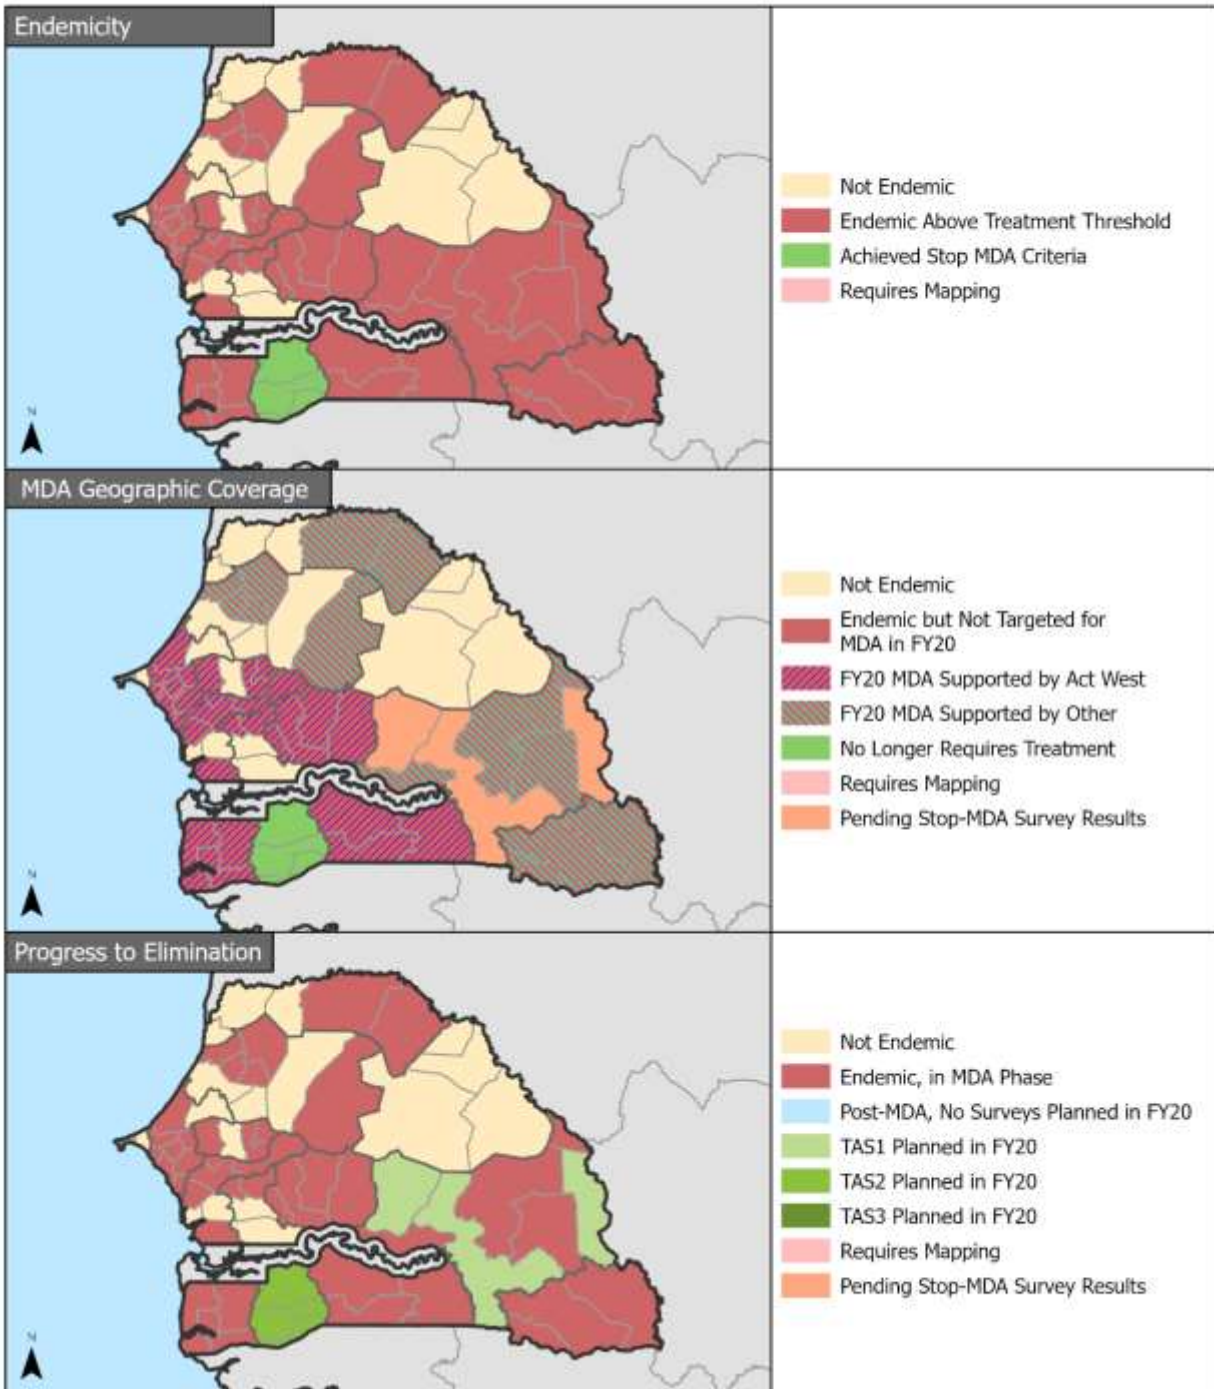 Endemicity
Not Endemic
Endemic Above Treatment Threshold
Achieved Stop MDA Criteria
Requires Mapping
N
MDA Geographic Coverage
Not Endemic
Endemic but Not Targeted for
MDA in FY20
FY20 MDA Supported by Act West
FY20 MDA Supported by Other
No Longer Requires Treatment
Requires Mapping
Pending Stop-MDA Survey Results
N
Progress to Elimination
Not Endemic
Endemic, in MDA Phase
Post-MDA, No Surveys Planned in FY20
TAS1 Planned in FY20
TAS2 Planned in FY20
TAS3 Planned in FY20
Requires Mapping
Pending Stop-MDA Survey Results
N